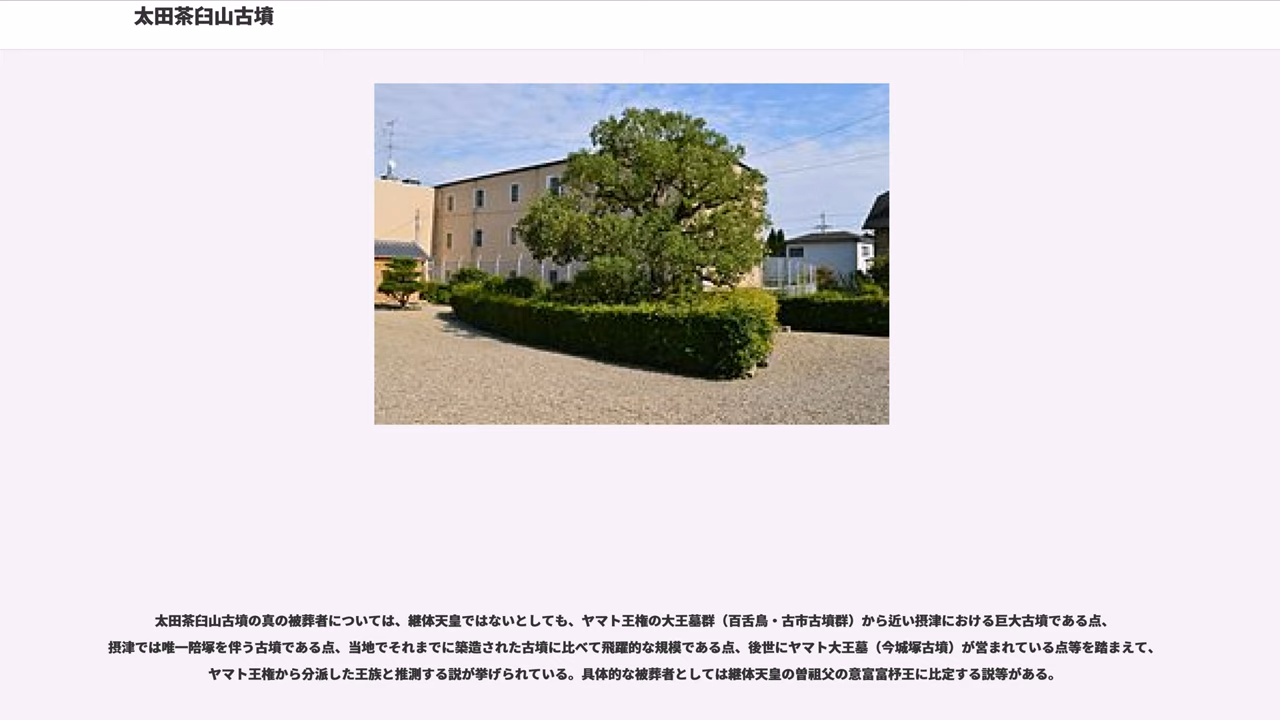 太田茶臼山古墳
太田茶臼山古墳の真の被葬者については、継体天皇ではないとしても、ヤマト王権の大王墓群（百舌鳥・古市古墳群）から近い摂津における巨大古墳である点、
摂津では唯一陪塚を伴う古墳である点、当地でそれまでに築造された古墳に比べて飛躍的な規模である点、後世にヤマト大王墓（今城塚古墳）が営まれている点等を踏まえて、
ヤマト王権から分派した王族と推測する説が挙げられている。具体的な被葬者としては継体天皇の曽祖父の意富富杼王に比定する説等がある。